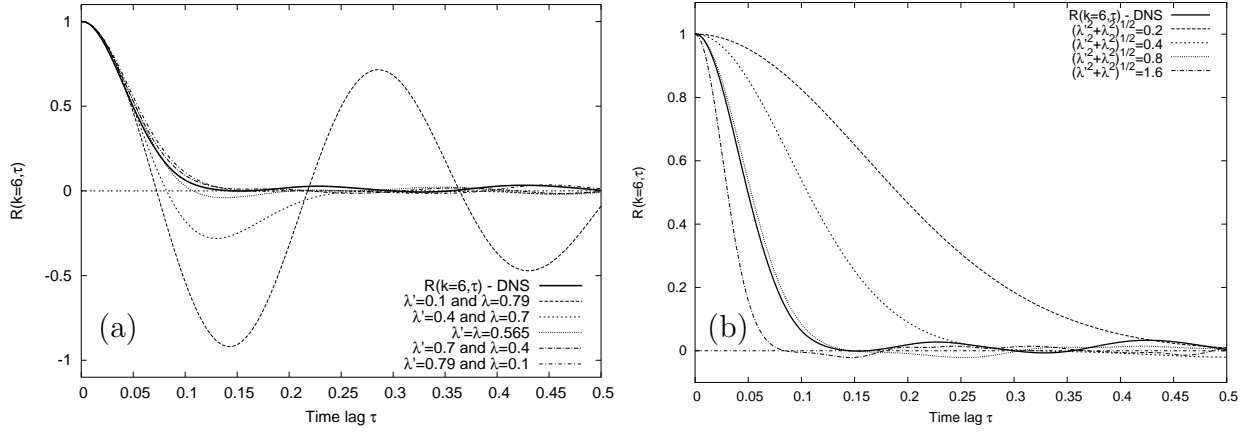 1
0.5
0
-0.5
-1
R(k=6,τ)
0 0.05 0.1 0.15 0.2 0.25 0.3 0.35 0.4 0.45 0.5
Time lag τ
R(k=6,τ) - DNS
λ'=0.1 and λ=0.79
λ'=0.4 and λ=0.7
λ'=λ=0.565
λ'=0.7 and λ=0.4
λ'=0.79 and λ=0.1
(a)
1
0.8
0.6
0.4
0.2
0
R(k=6,τ)
0 0.05 0.1 0.15 0.2 0.25 0.3 0.35 0.4 0.45 0.5
Time lag τ
R(k=6,τ) - DNS
(λ'²+λ²)^1/2=0.2
(λ'²+λ²)^1/2=0.4
(λ'²+λ²)^1/2=0.8
(λ'²+λ²)^1/2=1.6
(b)